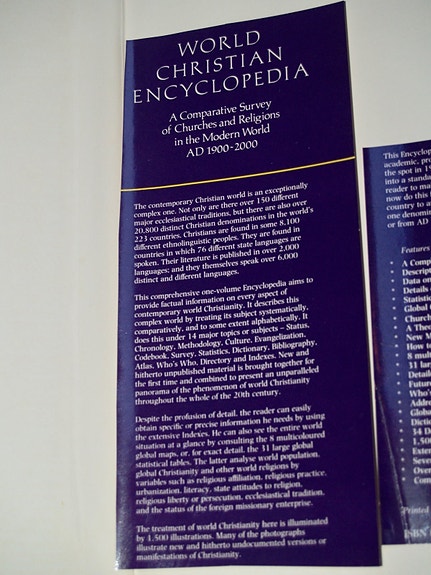 WORLD
CHRISTIAN
ENCYCLOPEDIA
A Comparative Survey
of Churches and Religions
in the Modern World
AD 1900-2000
The contemporary Christian world is an exceptionally
complex one. Not only are there over 150 different
major ecclesiastical traditions, but there are also over
20,800 distinct Christian denominations in the world's
223 countries. Christians are found in some 8,100
different ethnolinguistic peoples. They are found in
countries in which 76 different state languages are
spoken. Their literature is published in over 2,000
languages; and they themselves speak over 6,000
distinct and different languages.
This comprehensive one-volume Encyclopedia aims to
provide factual information on every aspect of
contemporary world Christianity. It describes this
complex world by treating its subject systematically,
comparatively, and to some extent alphabetically. It
does this under 14 major topics or subjects – Status,
Chronology, Methodology, Culture, Evangelization,
Codebook, Survey, Statistics, Dictionary, Bibliography,
Atlas, Who's Who, Directory and Indexes. New and
hitherto unpublished material is brought together for
the first time and combined to present an unparalleled
panorama of the phenomenon of world Christianity
throughout the whole of the 20th century.
Despite the profusion of detail, the reader can easily
obtain specific or precise information he needs by using
the extensive Indexes. He can also see the entire world
situation at a glance by consulting the 8 multicoloured
global maps, or, for exact detail, the 31 large global
statistical tables. The latter analyse world population,
global Christianity and other world religions by
variables such as religious affiliation, religious practice,
urbanization, literacy, state attitudes to religion,
religious liberty or persecution, ecclesiastical tradition,
and the status of the foreign missionary enterprise.
The treatment of world Christianity here is illuminated
by 1,500 illustrations. Many of the photographs
illustrate new and hitherto undocumented versions or
manifestations of Christianity.
This Encyclop
academic, pro
the spot in 19
into a standa
reader to ma
now do this f
country to a
one denomi
or from AD
Features
• A Comp
• Descript
• Data on
• Details
• Statistic
• Global
• Church
• A Theo
• New M
• How to
• 8 mult
• 31 lar
• Detaile
• Future
• Who's
• Addre
• Globa
• Dictio
• 14 D
• 1,500
• Exten
• Seve
• Over
• Com
Printed
ISBN